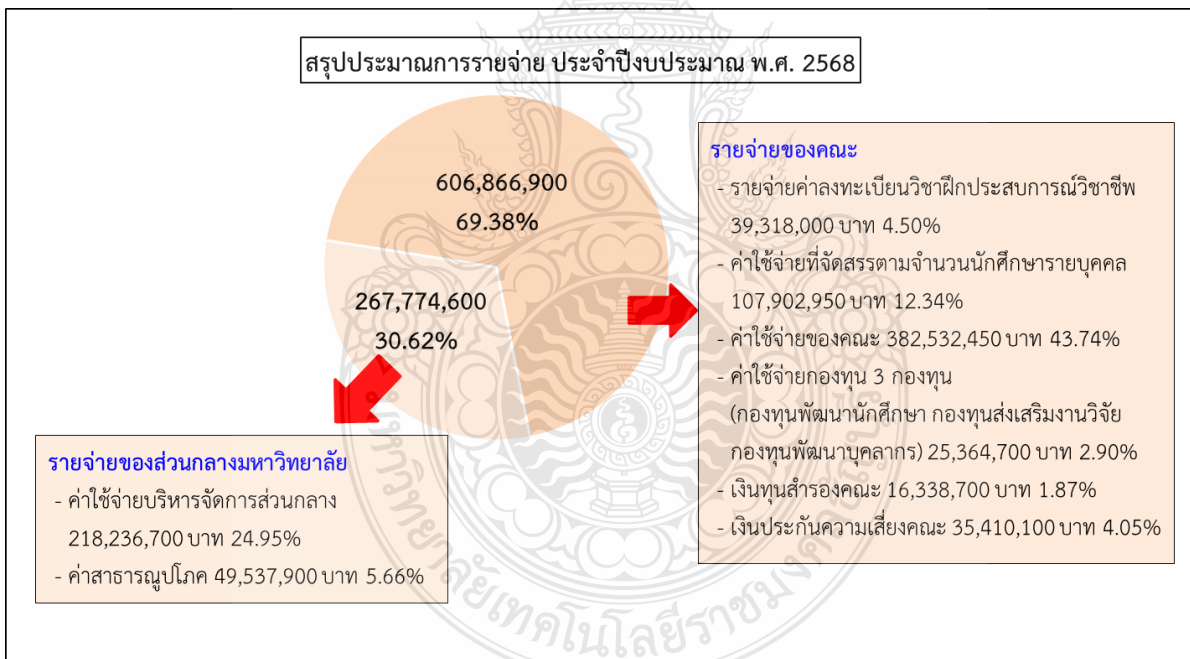 สรุปประมาณการรายจ่าย ประจำปีงบประมาณ พ.ศ. 2568
606,866,900
69.38%
267,774,600
30.62%
รายจ่ายของคณะ
- รายจ่ายค่าลงทะเบียนวิชาฝึกประสบการณ์วิชาชีพ
39,318,000 บาท 4.50%
- ค่าใช้จ่ายที่จัดสรรตามจำนวนนักศึกษารายบุคคล
107,902,950 บาท 12.34%
- ค่าใช้จ่ายของคณะ 382,532,450 บาท 43.74%
- ค่าใช้จ่ายกองทุน 3 กองทุน
(กองทุนพัฒนานักศึกษา กองทุนส่งเสริมงานวิจัย
กองทุนพัฒนาบุคลากร) 25,364,700 บาท 2.90%
- เงินทุนสำรองคณะ 16,338,700 บาท 1.87%
- เงินประกันความเสี่ยงคณะ 35,410,100 บาท 4.05%
รายจ่ายของส่วนกลางมหาวิทยาลัย
- ค่าใช้จ่ายบริหารจัดการส่วนกลาง
218,236,700 บาท 24.95%
- ค่าสาธารณูปโภค 49,537,900 บาท 5.66%